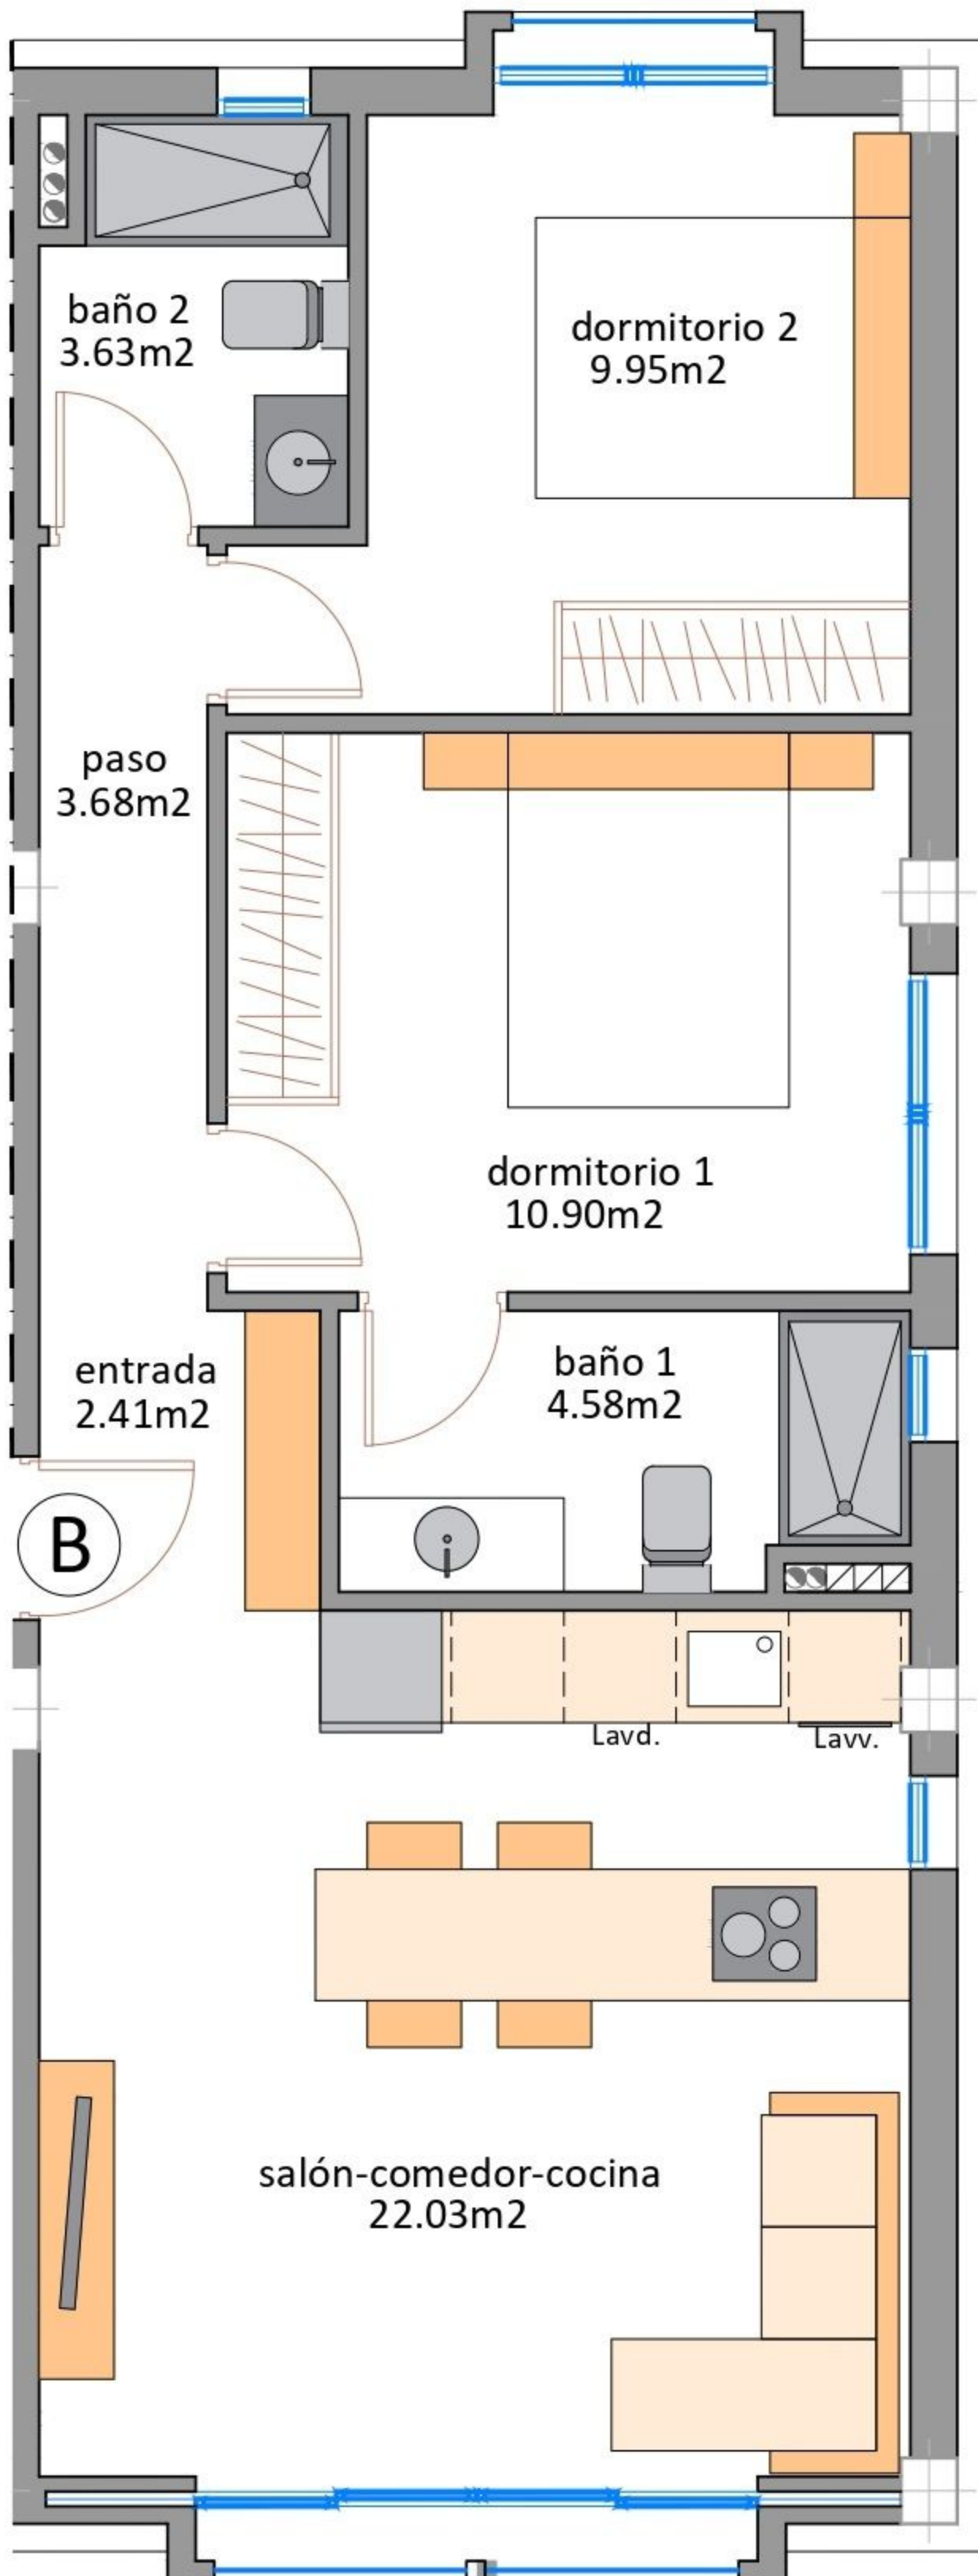 baño 2
3.63m2
dormitorio 2
9.95m2
paso
3.68m2
dormitorio 1
10.90m2
entrada
2.41m2
baño 1
4.58m2
B
Lavd.
Lavv.
salón-comedor-cocina
22.03m2